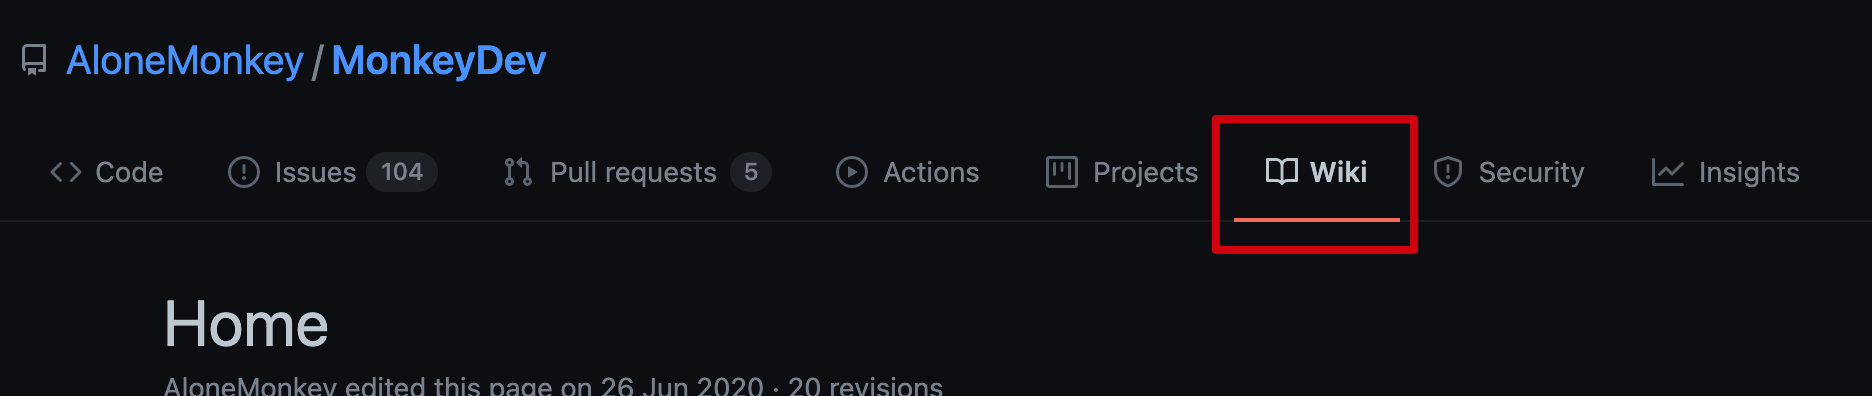 AloneMonkey / MonkeyDev
Code Issues 104 Pull requests 5 Actions Projects Wiki Security Insights
Home
AloneMonkey edited this page on 26 Jun 2020 · 20 revisions